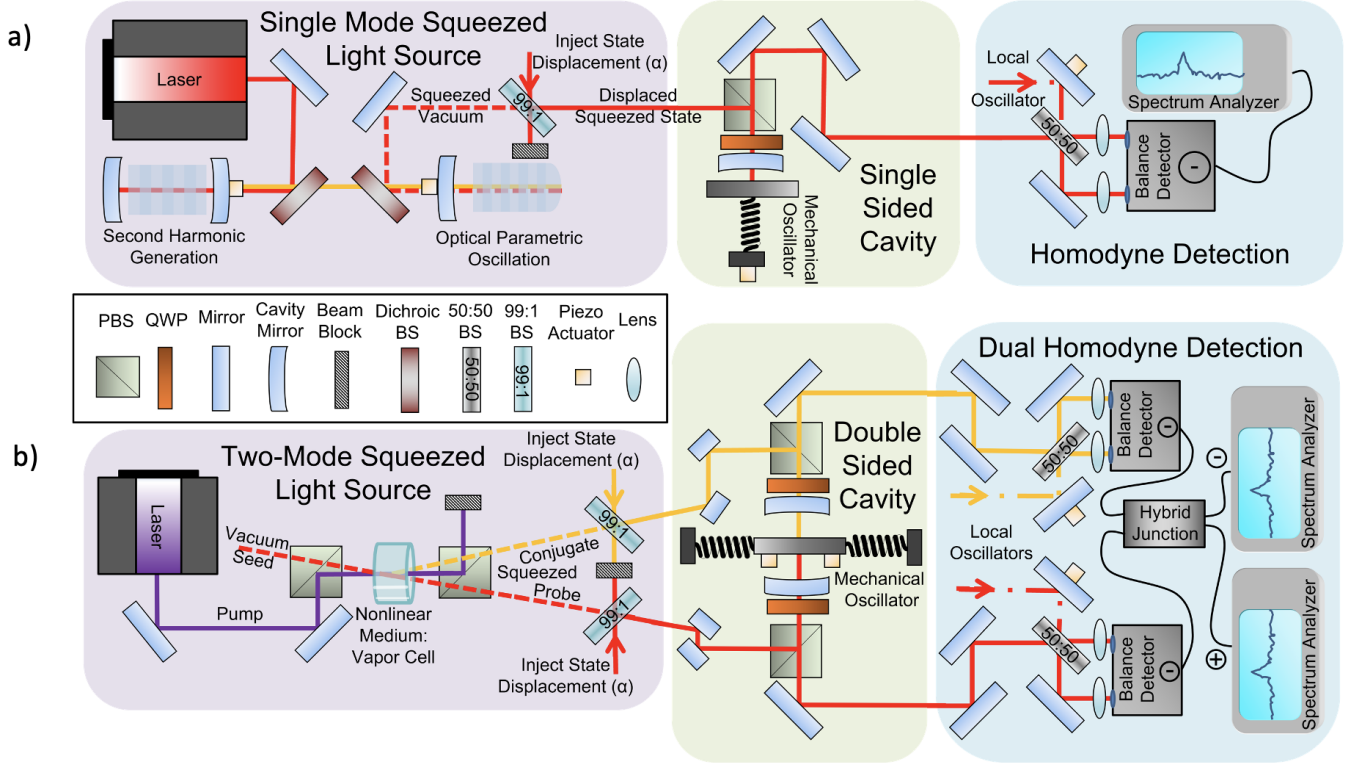 a)
Single Mode Squeezed
Light Source
Laser
Inject State
Displacement (α)
99:1
Squeezed
Vacuum
Displaced
Squeezed State
Second Harmonic
Generation
Optical Parametric
Oscillation
Mechanical
Oscillator
Single
Sided
Cavity
Local
Oscillator
50:50
Spectrum Analyzer
Balance
Detector
-
Homodyne Detection
PBS
QWP
Mirror
Cavity
Mirror
Beam
Block
Dichroic
BS
50:50
BS
99:1
BS
Piezo
Actuator
Lens
50:50
99:1
b)
Two-Mode Squeezed
Light Source
Laser
Inject State
Displacement (α)
99:1
Vacuum
Seed
Conjugate
Squeezed
Probe
99:1
Pump
Nonlinear
Medium:
Vapor Cell
Inject State
Displacement (α)
Double
Sided
Cavity
Mechanical
Oscillator
Dual Homodyne Detection
50:50
Balance
Detector
-
Local
Oscillators
Hybrid
Junction
-
+
50:50
Balance
Detector
-
Spectrum Analyzer
Spectrum Analyzer